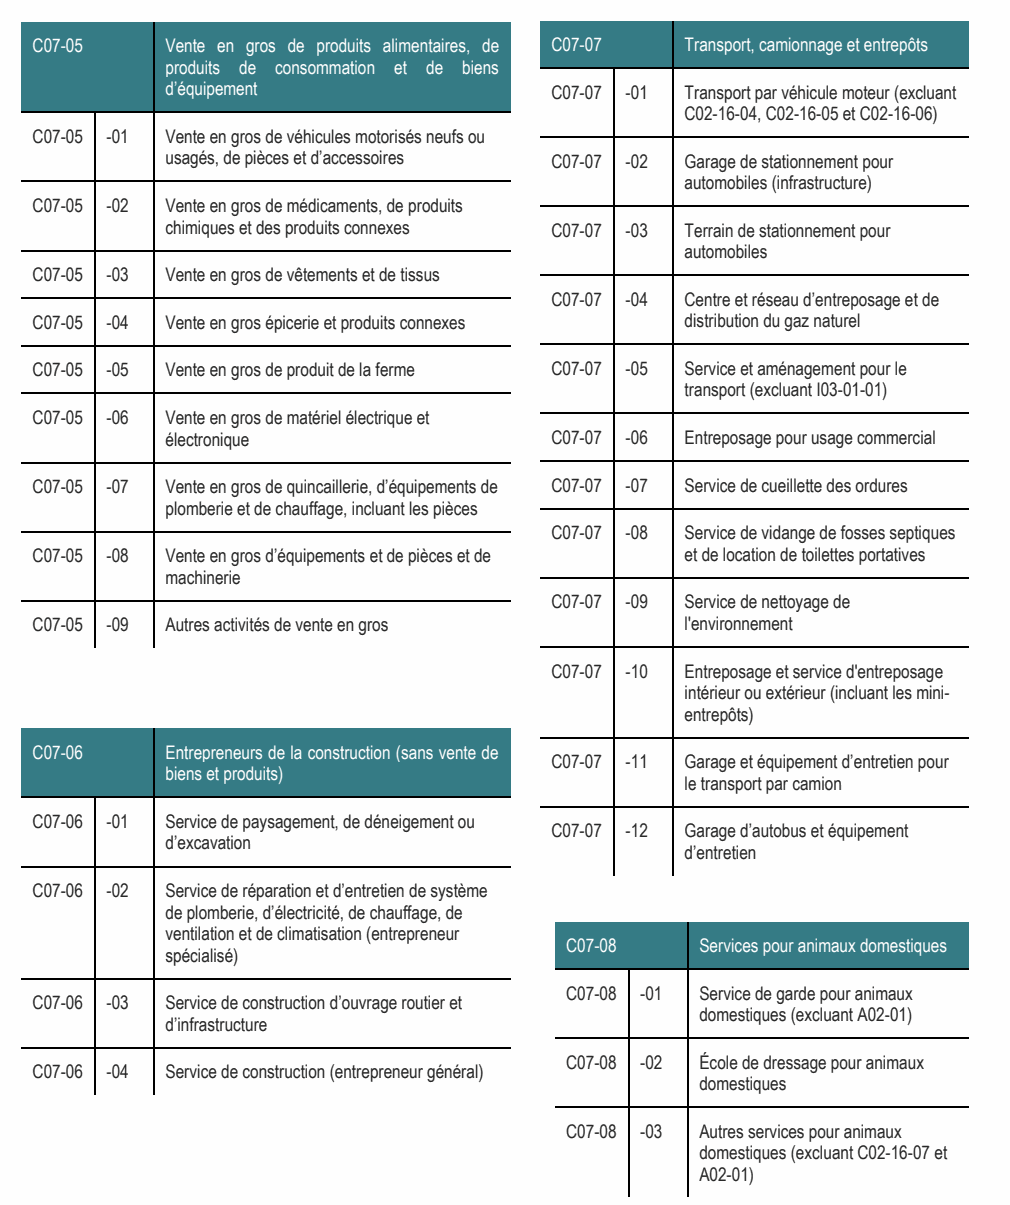 C07-05 Vente en gros de produits alimentaires, de
produits de consommation et de biens
d’équipement
C07-05 -01 Vente en gros de véhicules motorisés neufs ou
usagés, de pièces et d’accessoires
C07-05 -02 Vente en gros de médicaments, de produits
chimiques et des produits connexes
C07-05 -03 Vente en gros de vêtements et de tissus
C07-05 -04 Vente en gros épicerie et produits connexes
C07-05 -05 Vente en gros de produit de la ferme
C07-05 -06 Vente en gros de matériel électrique et
électronique
C07-05 -07 Vente en gros de quincaillerie, d’équipements de
plomberie et de chauffage, incluant les pièces
C07-05 -08 Vente en gros d’équipements et de pièces et de
machinerie
C07-05 -09 Autres activités de vente en gros
C07-06 Entrepreneurs de la construction (sans vente de
biens et produits)
C07-06 -01 Service de paysagement, de déneigement ou
d’excavation
C07-06 -02 Service de réparation et d’entretien de système
de plomberie, d’électricité, de chauffage, de
ventilation et de climatisation (entrepreneur
spécialisé)
C07-06 -03 Service de construction d’ouvrage routier et
d’infrastructure
C07-06 -04 Service de construction (entrepreneur général)
C07-07 Transport, camionnage et entrepôts
C07-07 -01 Transport par véhicule moteur (excluant
C02-16-04, C02-16-05 et C02-16-06)
C07-07 -02 Garage de stationnement pour
automobiles (infrastructure)
C07-07 -03 Terrain de stationnement pour
automobiles
C07-07 -04 Centre et réseau d’entreposage et de
distribution du gaz naturel
C07-07 -05 Service et aménagement pour le
transport (excluant I03-01-01)
C07-07 -06 Entreposage pour usage commercial
C07-07 -07 Service de cueillette des ordures
C07-07 -08 Service de vidange de fosses septiques
et de location de toilettes portatives
C07-07 -09 Service de nettoyage de
l'environnement
C07-07 -10 Entreposage et service d'entreposage
intérieur ou extérieur (incluant les mini-
entrepôts)
C07-07 -11 Garage et équipement d’entretien pour
le transport par camion
C07-07 -12 Garage d’autobus et équipement
d’entretien
C07-08 Services pour animaux domestiques
C07-08 -01 Service de garde pour animaux
domestiques (excluant A02-01)
C07-08 -02 École de dressage pour animaux
domestiques
C07-08 -03 Autres services pour animaux
domestiques (excluant C02-16-07 et
A02-01)